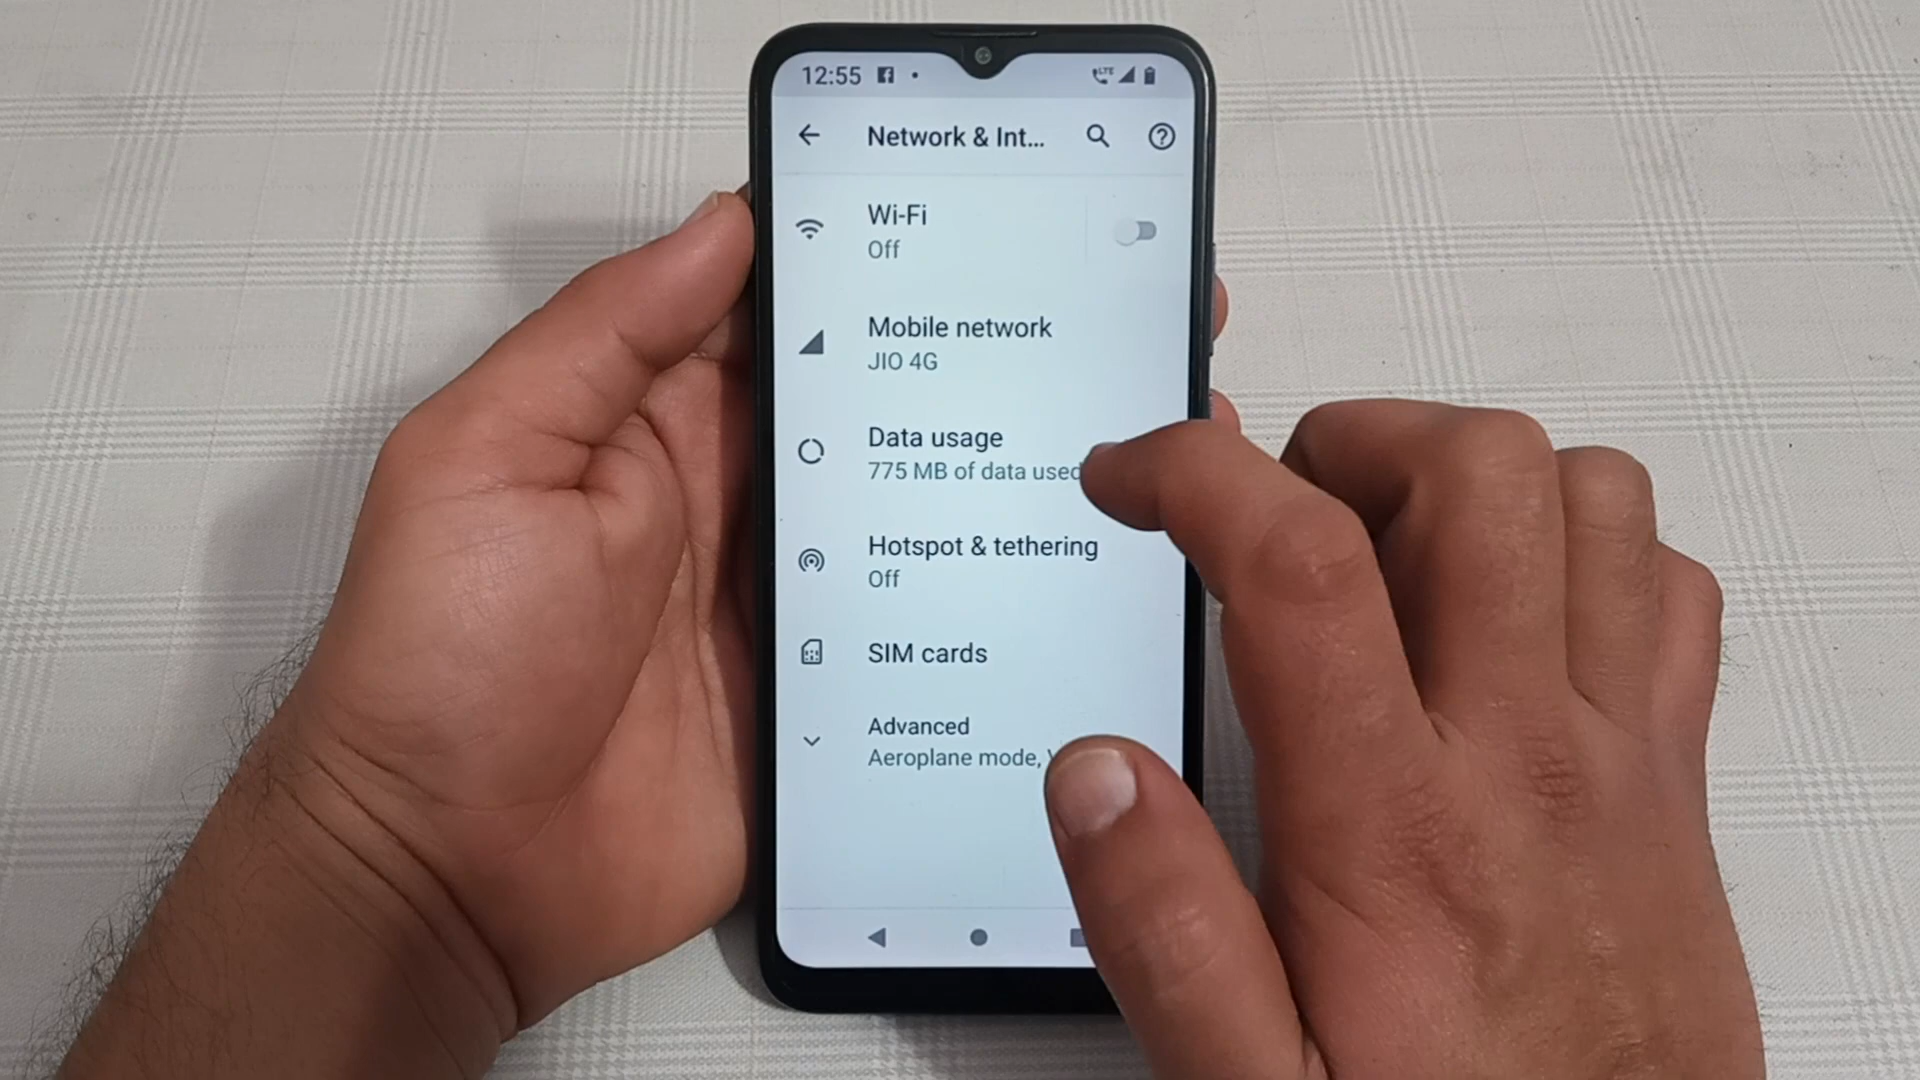 12:55
LTE
Network & Int...
Wi-Fi
Off
Mobile network
JIO 4G
Data usage
775 MB of data used
Hotspot & tethering
Off
SIM cards
Advanced
Aeroplane mode,